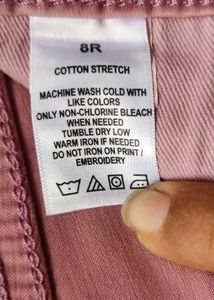 8R
COTTON STRETCH
MACHINE WASH COLD WITH
LIKE COLORS
ONLY NON-CHLORINE BLEACH
WHEN NEEDED
TUMBLE DRY LOW
WARM IRON IF NEEDED
DO NOT IRON ON PRINT /
EMBROIDERY